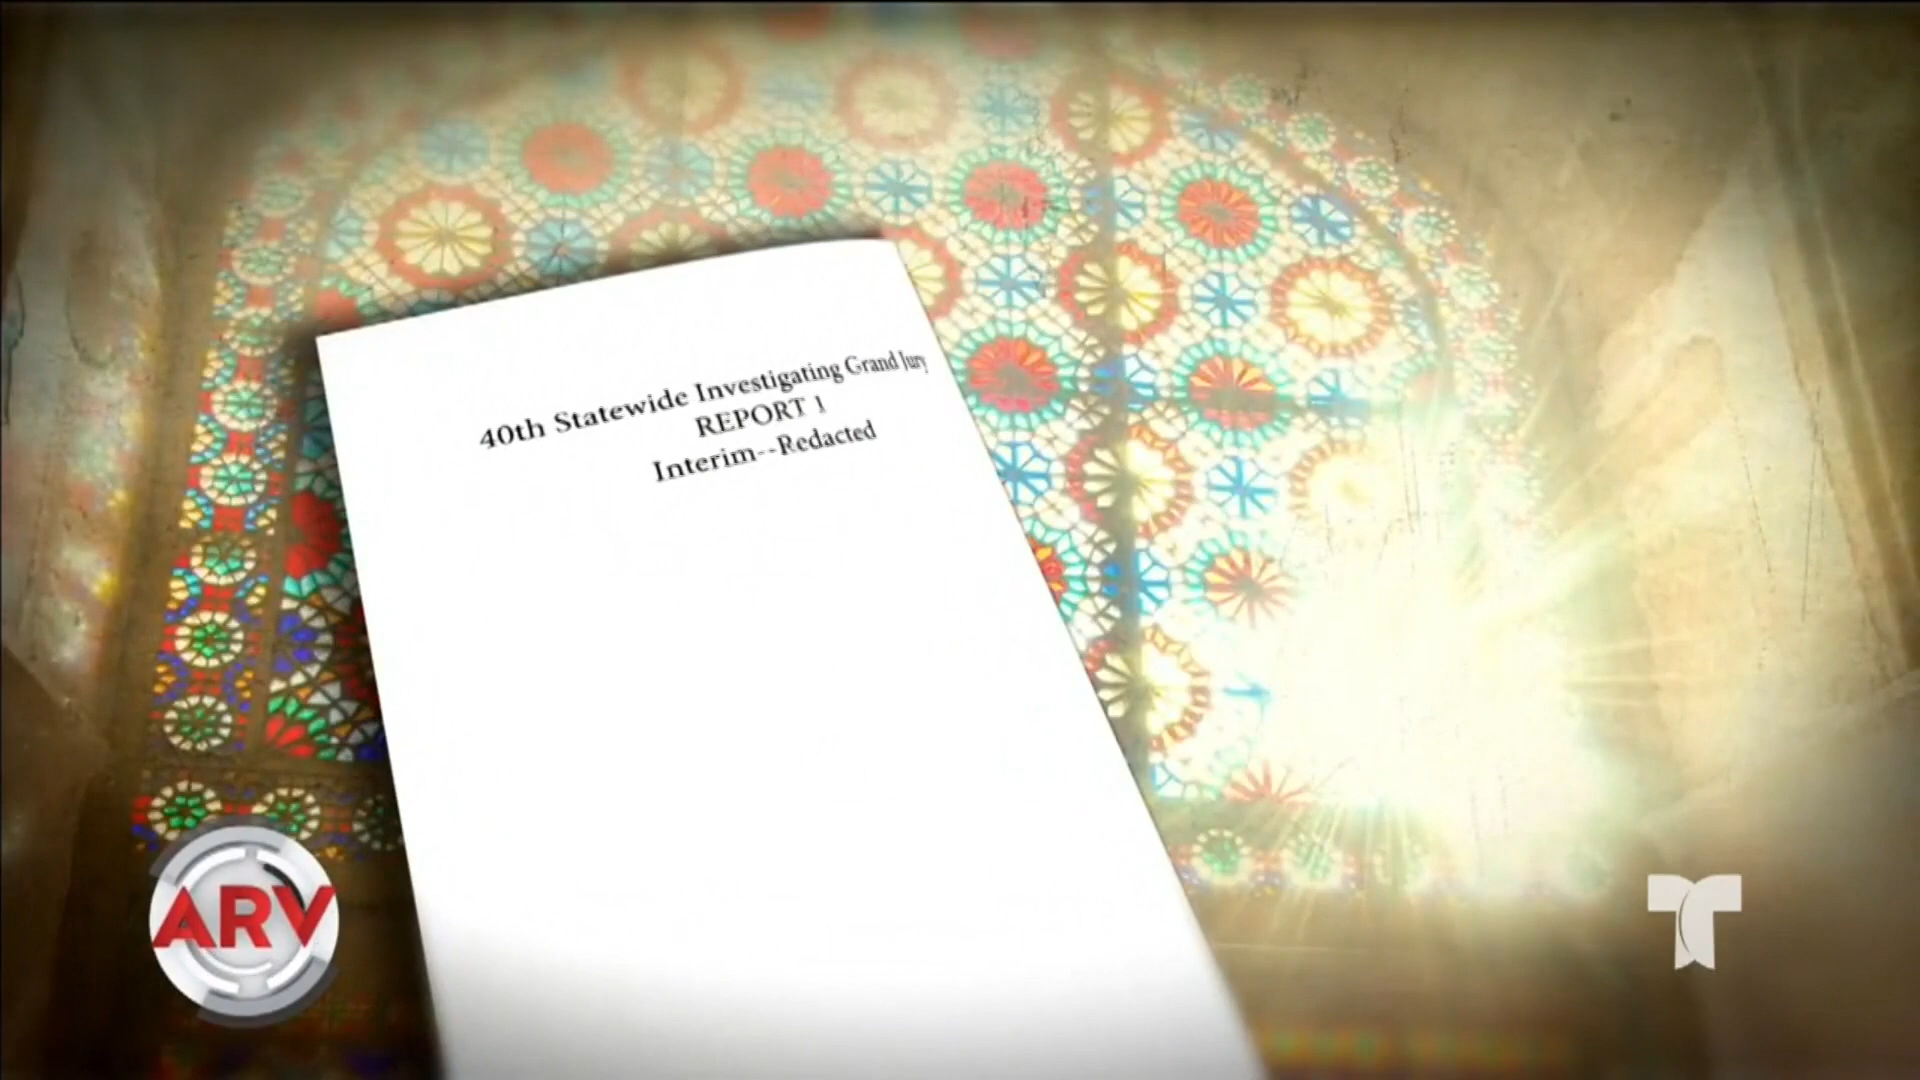 40th Statewide Investigating Grand Jury
REPORT 1
Interim--Redacted
ARV